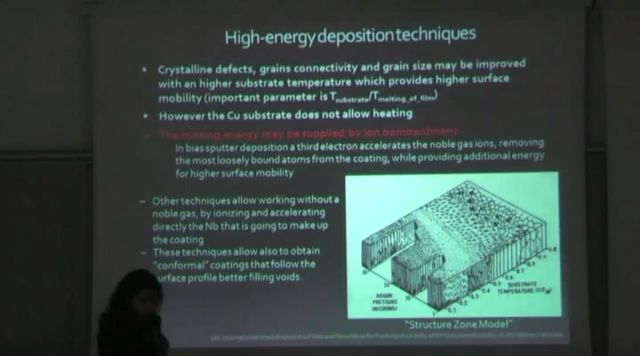 High-energy deposition techniques
Crystalline defects, grains connectivity and grain size may be improved
with an higher substrate temperature which provides higher surface
mobility (important parameter is Tsubstrate/Tmelting_of_film)
However the Cu substrate does not allow heating
The missing energy may be supplied by ion bombardment
In bias sputter deposition a third electron accelerates the noble gas ions, removing
the most loosely bound atoms from the coating, while providing additional energy
for higher surface mobility
Other techniques allow working without a
noble gas, by ionizing and accelerating
directly the Nb that is going to make up
the coating
These techniques allow also to obtain
"conformal" coatings that follow the
surface profile better filling voids.
ARGON
PRESSURE
(MICRONS)
SUBSTRATE
TEMPERATURE
"Structure Zone Model"